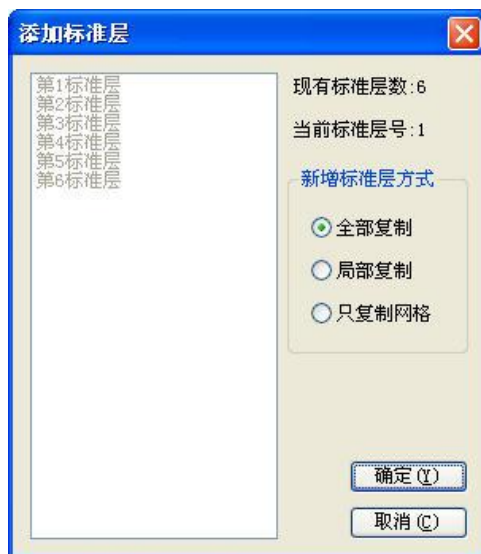 添加标准层
第1标准层
第2标准层
第3标准层
第4标准层
第5标准层
第6标准层
现有标准层数:6
当前标准层号:1
新增标准层方式
全部复制
局部复制
只复制网格
确定(Y)
取消(C)